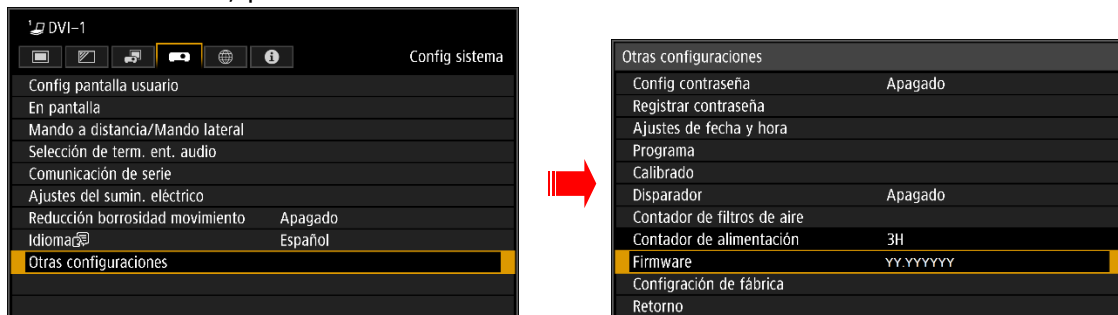 DVI-1
Config sistema
Config pantalla usuario
En pantalla
Mando a distancia/Mando lateral
Selección de term. ent. audio
Comunicación de serie
Ajustes del sumin. eléctrico
Reducción borrosidad movimiento Apagado
Idioma Español
Otras configuraciones
Otras configuraciones
Config contraseña Apagado
Registrar contraseña
Ajustes de fecha y hora
Programa
Calibrado
Disparador Apagado
Contador de filtros de aire
Contador de alimentación 3H
Firmware YY.YYYYYY
Configración de fábrica
Retorno